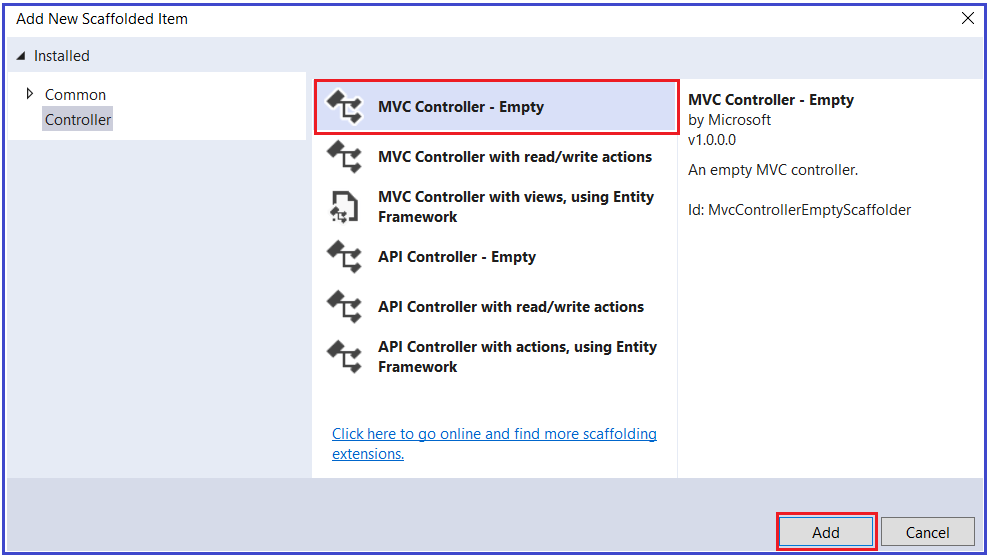 Add New Scaffolded Item
Installed
Common
Controller
MVC Controller - Empty
MVC Controller with read/write actions
MVC Controller with views, using Entity
Framework
API Controller - Empty
API Controller with read/write actions
API Controller with actions, using Entity
Framework
Click here to go online and find more scaffolding
extensions.
MVC Controller - Empty
by Microsoft
v1.0.0.0
An empty MVC controller.
Id: MvcControllerEmptyScaffolder
Add
Cancel